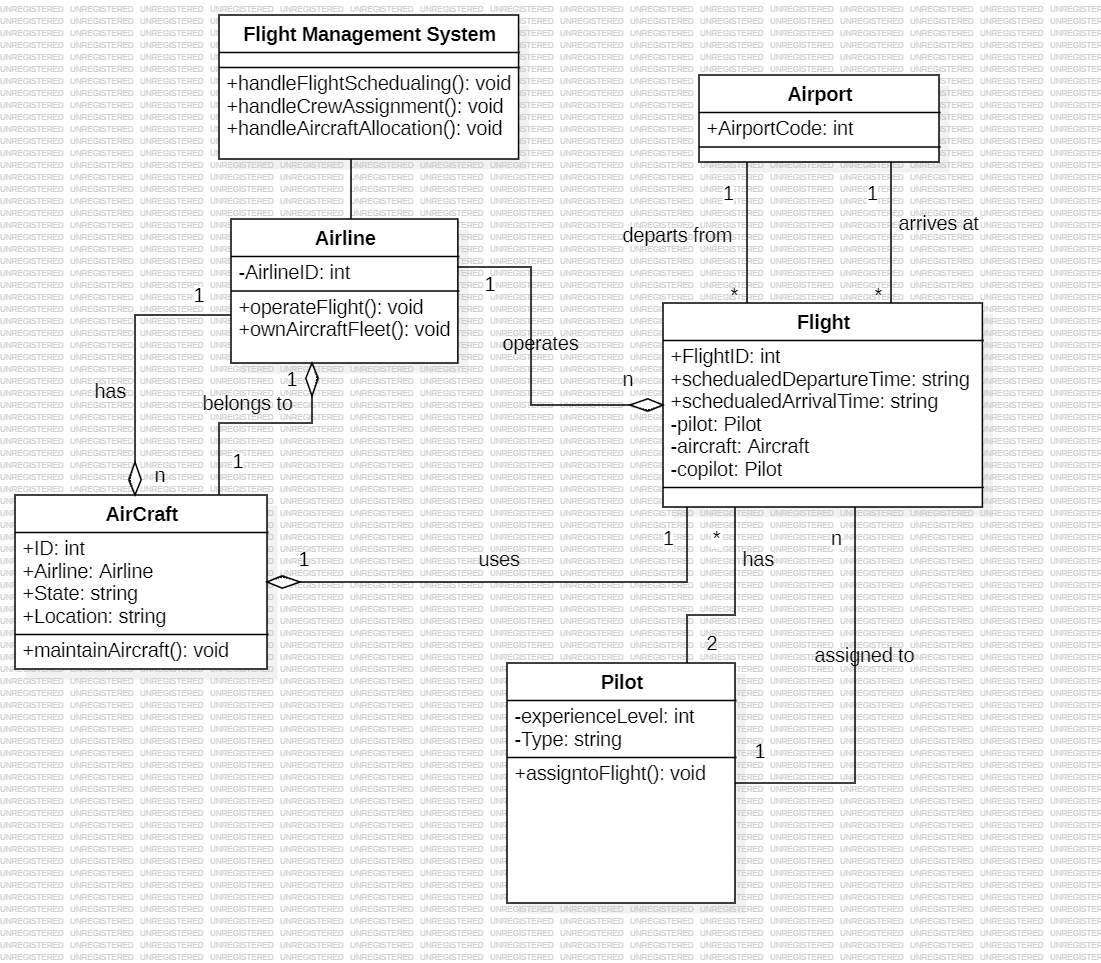 Flight Management System
+handleFlightSchedualing(): void
+handleCrewAssignment(): void
+handleAircraftAllocation(): void
Airport
+AirportCode: int
1
1
departs from
arrives at
*
*
Airline
-AirlineID: int
+operateFlight(): void
+ownAircraftFleet(): void
1
1
operates
n
1
has
belongs to
1
1
n
Flight
+FlightID: int
+schedualedDepartureTime: string
+schedualedArrivalTime: string
-pilot: Pilot
-aircraft: Aircraft
-copilot: Pilot
AirCraft
+ID: int
+Airline: Airline
+State: string
+Location: string
+maintainAircraft(): void
1
uses
1
*
has
n
2
assigned to
1
Pilot
-experienceLevel: int
-Type: string
+assigntoFlight(): void
UNREGISTERED